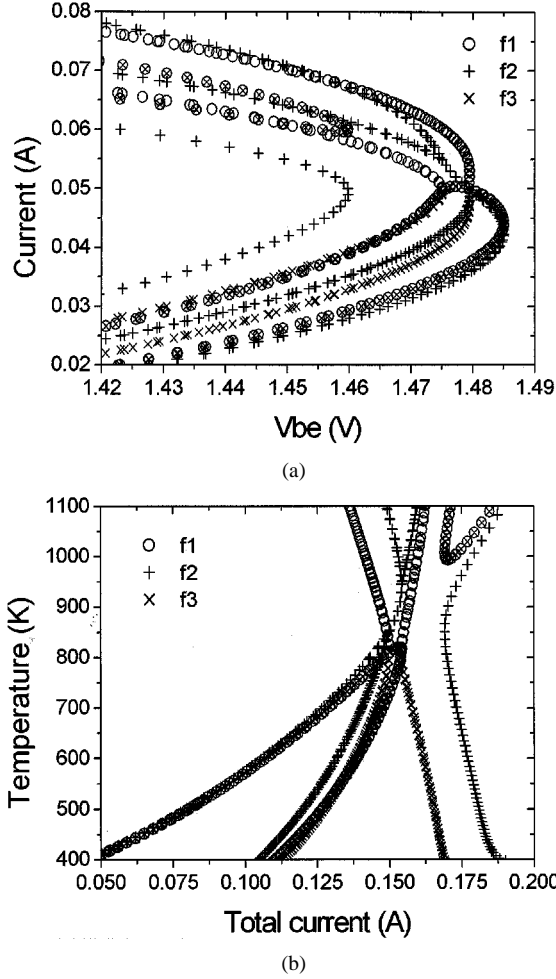 0.08
0.07
0.06
0.05
0.04
0.03
0.02
Current (A)
f1
f2
f3
1.42 1.43 1.44 1.45 1.46 1.47 1.48 1.49
Vbe (V)
(a)
1100
1000
900
800
700
600
500
400
Temperature (K)
f1
f2
f3
0.050 0.075 0.100 0.125 0.150 0.175 0.200
Total current (A)
(b)